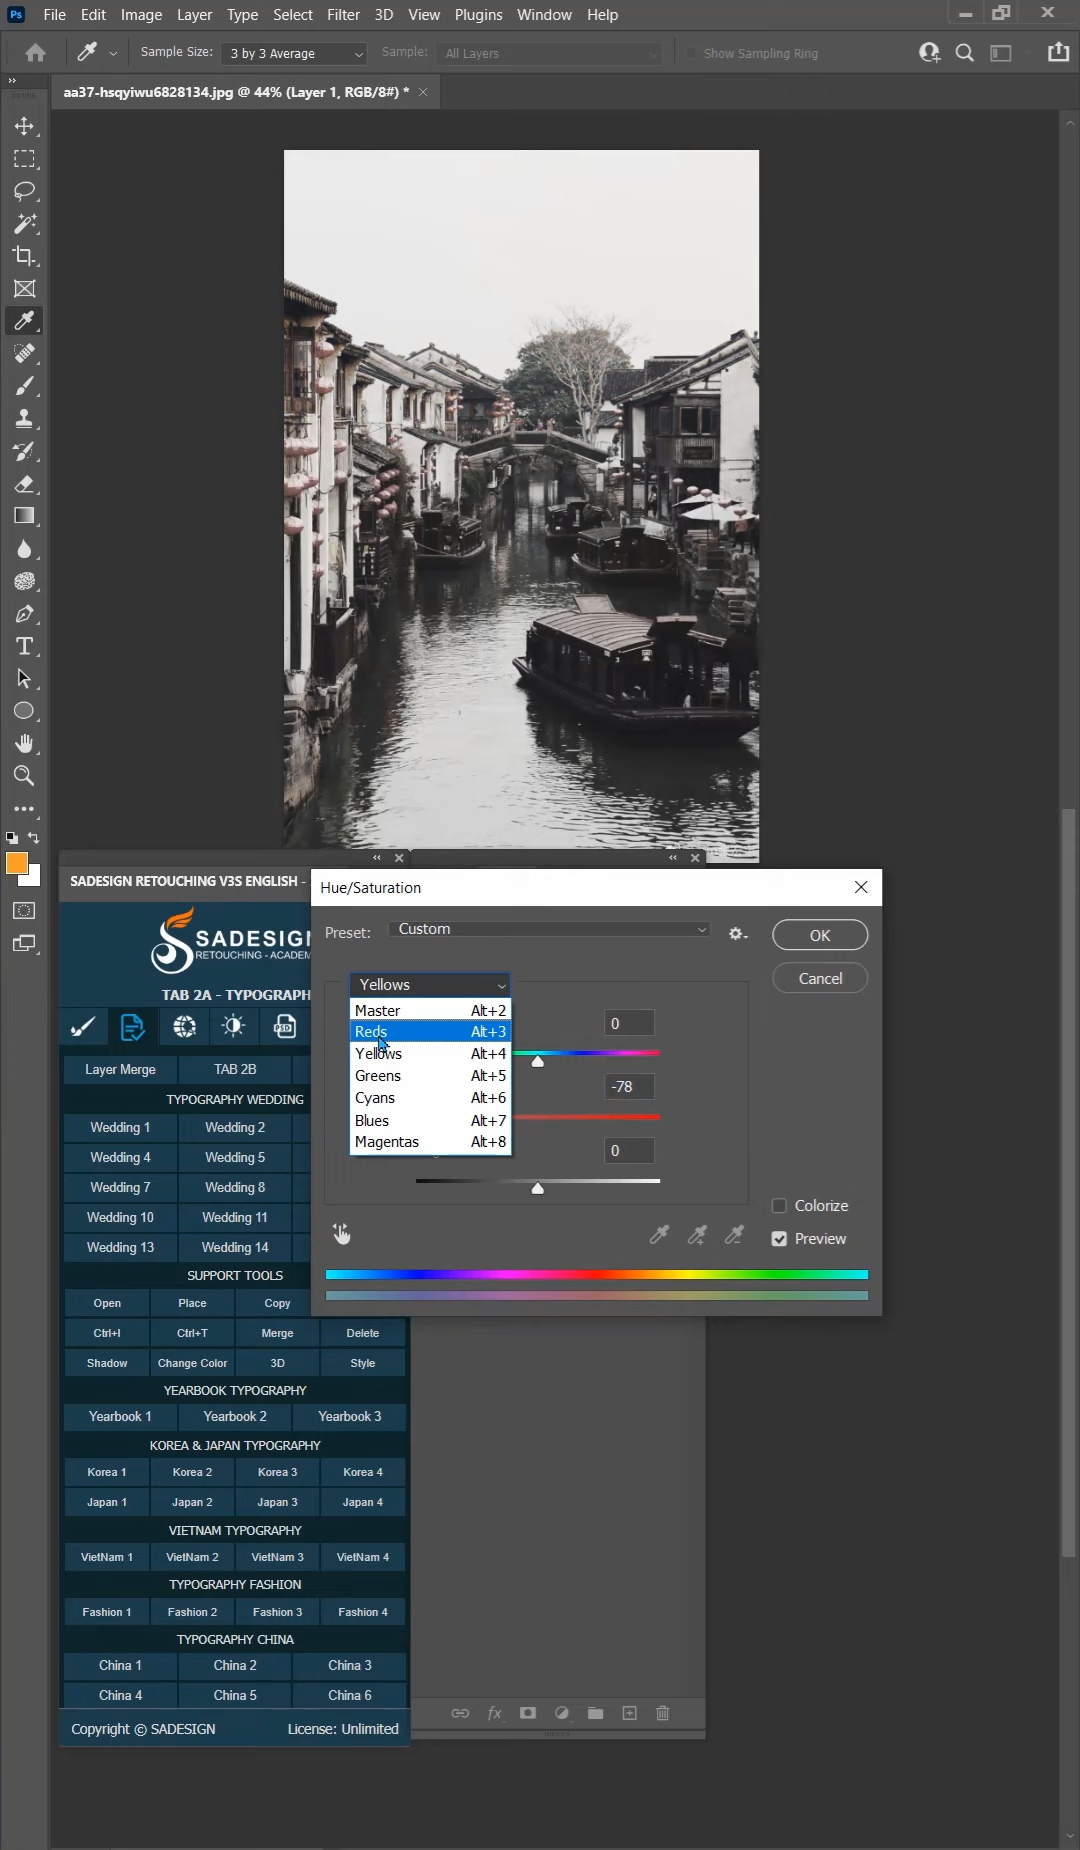 Ps File Edit Image Layer Type Select Filter 3D View Plugins Window Help
Sample Size: 3 by 3 Average Sample: All Layers Show Sampling Ring
aa37-hsqyiwu6828134.jpg @ 44% (Layer 1, RGB/8#) *
SADESIGN RETOUCHING V3S ENGLISH -
SADESIGN
RETOUCHING - ACADEM
TAB 2A - TYPOGRAPH
PSD
Layer Merge TAB 2B
TYPOGRAPHY WEDDING
Wedding 1 Wedding 2
Wedding 4 Wedding 5
Wedding 7 Wedding 8
Wedding 10 Wedding 11
Wedding 13 Wedding 14
SUPPORT TOOLS
Open Place Copy
Ctrl+I Ctrl+T Merge Delete
Shadow Change Color 3D Style
YEARBOOK TYPOGRAPHY
Yearbook 1 Yearbook 2 Yearbook 3
KOREA & JAPAN TYPOGRAPHY
Korea 1 Korea 2 Korea 3 Korea 4
Japan 1 Japan 2 Japan 3 Japan 4
VIETNAM TYPOGRAPHY
VietNam 1 VietNam 2 VietNam 3 VietNam 4
TYPOGRAPHY FASHION
Fashion 1 Fashion 2 Fashion 3 Fashion 4
TYPOGRAPHY CHINA
China 1 China 2 China 3
China 4 China 5 China 6
Copyright © SADESIGN License: Unlimited
Hue/Saturation
Preset: Custom
OK
Cancel
Yellows
Master Alt+2
Reds Alt+3
Yellows Alt+4
Greens Alt+5
Cyans Alt+6
Blues Alt+7
Magentas Alt+8
0
-78
0
Colorize
Preview
fx